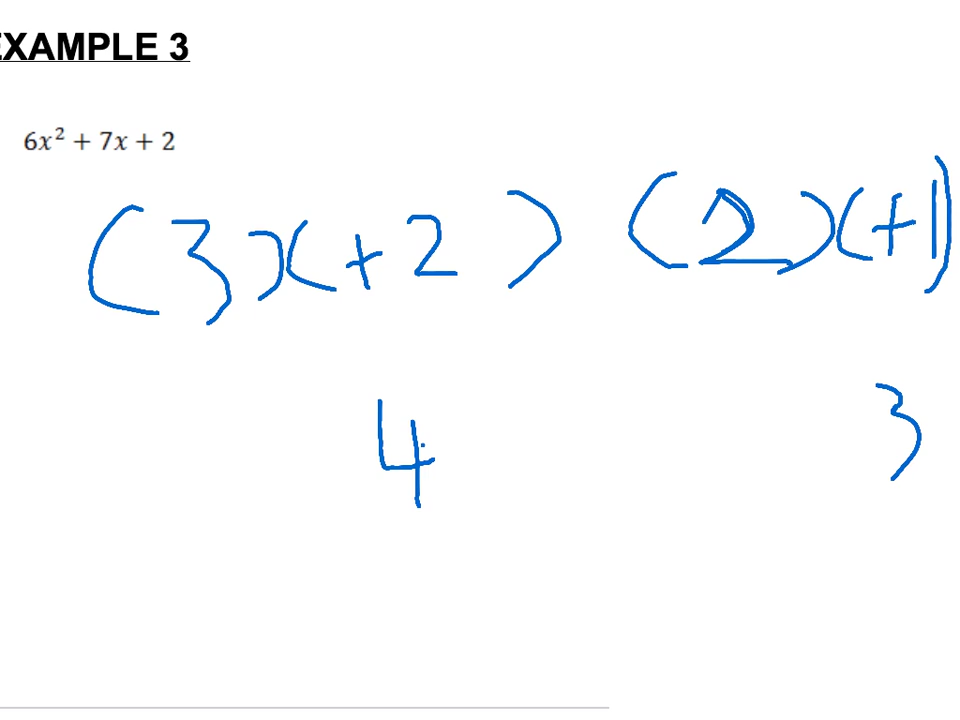 EXAMPLE 3
6x² + 7x + 2
(3x+2) (2x+1)
4 3